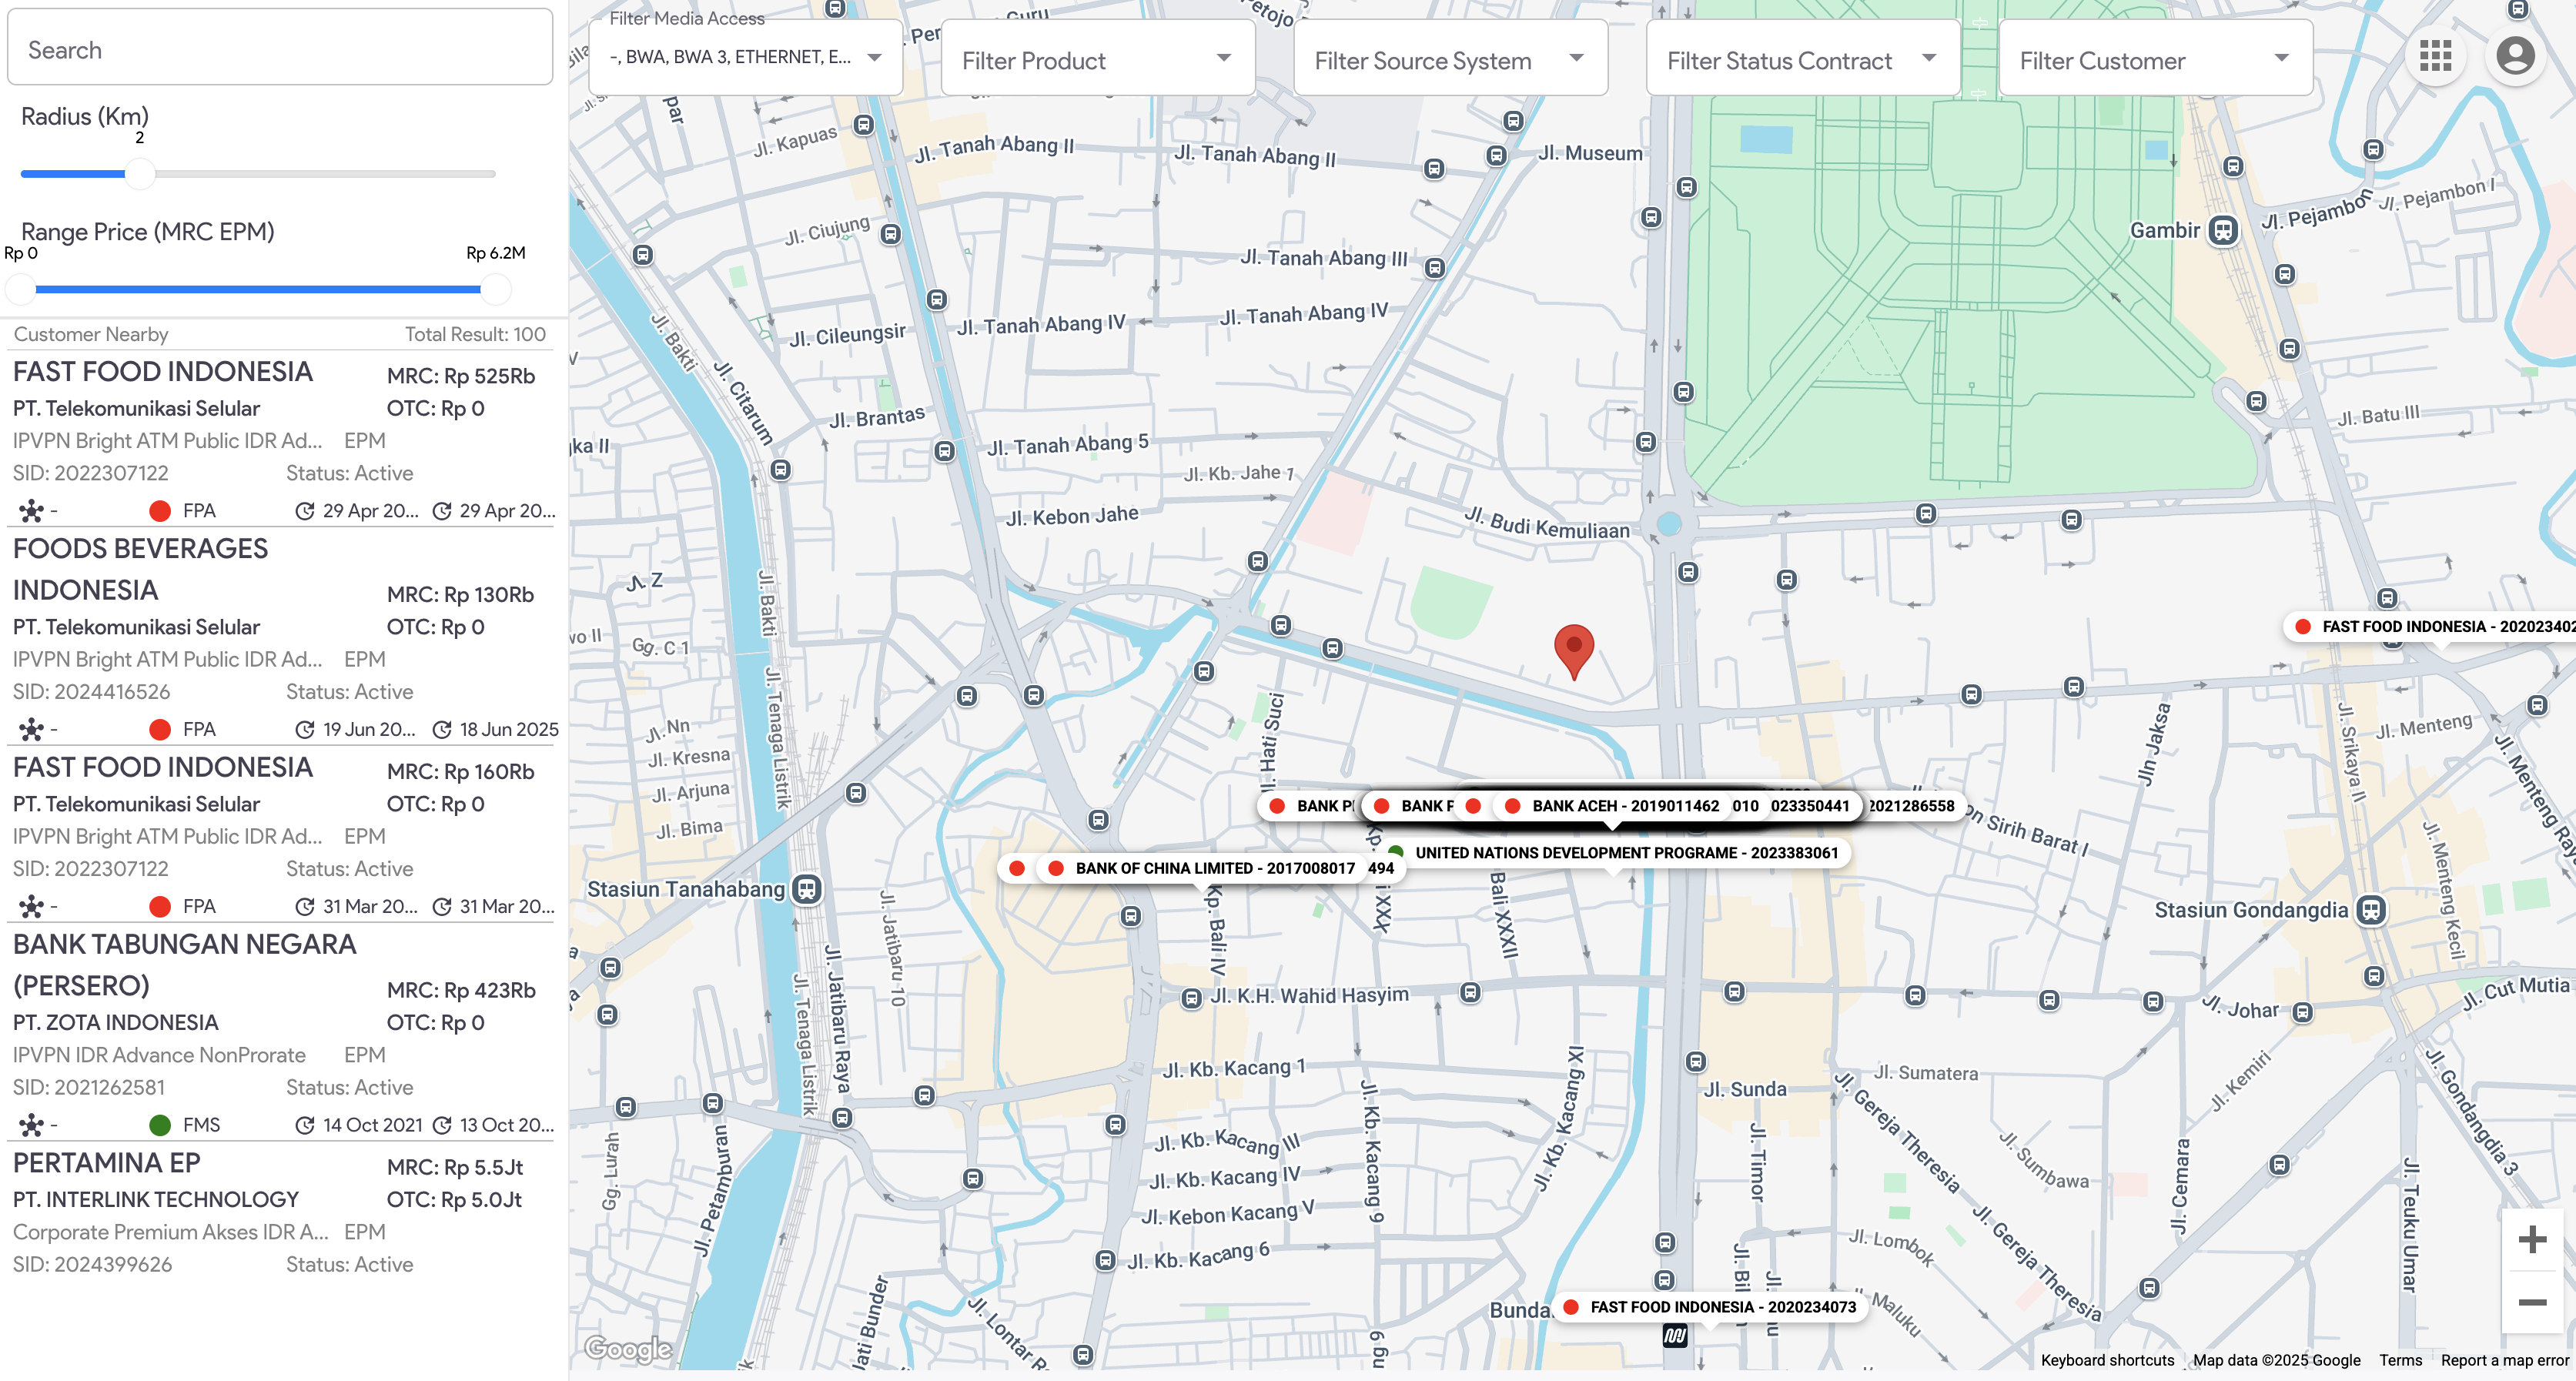 Search
Radius (Km)
2
Range Price (MRC EPM)
Rp 0
Rp 6.2M
Customer Nearby
Total Result: 100
FAST FOOD INDONESIA
MRC: Rp 525Rb
PT. Telekomunikasi Selular
OTC: Rp 0
IPVPN Bright ATM Public IDR Ad...
EPM
SID: 2022307122
Status: Active
-
FPA
29 Apr 20...
29 Apr 20...
FOODS BEVERAGES
INDONESIA
MRC: Rp 130Rb
PT. Telekomunikasi Selular
OTC: Rp 0
IPVPN Bright ATM Public IDR Ad...
EPM
SID: 2024416526
Status: Active
-
FPA
19 Jun 20...
18 Jun 2025
FAST FOOD INDONESIA
MRC: Rp 160Rb
PT. Telekomunikasi Selular
OTC: Rp 0
IPVPN Bright ATM Public IDR Ad...
EPM
SID: 2022307122
Status: Active
-
FPA
31 Mar 20...
31 Mar 20...
BANK TABUNGAN NEGARA
(PERSERO)
MRC: Rp 423Rb
PT. ZOTA INDONESIA
OTC: Rp 0
IPVPN IDR Advance NonProrate
EPM
SID: 2021262581
Status: Active
-
FMS
14 Oct 2021
13 Oct 20...
PERTAMINA EP
MRC: Rp 5.5Jt
PT. INTERLINK TECHNOLOGY
OTC: Rp 5.0Jt
Corporate Premium Akses IDR A...
EPM
SID: 2024399626
Status: Active
Filter Media Access
-, BWA, BWA 3, ETHERNET, E...
Filter Product
Filter Source System
Filter Status Contract
Filter Customer
Petojo
Jl. Kapuas
Jl. Tanah Abang II
Jl. Tanah Abang II
Jl. Museum
Jl. Pejambon
Jl. Pejambon I
Gambir
Jl. Ciujung
Jl. Tanah Abang III
Jl. Bakti
Jl. Cileungsir
Jl. Tanah Abang IV
Jl. Tanah Abang IV
Jl. Citarum
Jl. Brantas
Jl. Batu III
Jl. Tanah Abang 5
Jl. Kb. Jahe 1
Jl. Kebon Jahe
Jl. Budi Kemuliaan
Jl. Bakti
Gg. C 1
FAST FOOD INDONESIA - 202023402
Jl. Tenaga Listrik
Jl. Hati Suci
Jl. Nn
Jl. Kresna
Jl. Arjuna
Jl. Bima
Jln Jaksa
Jl. Srikaya II
Jl. Menteng
Jl. Menteng Raya
BANK P
BANK P
BANK ACEH - 2019011462
010
023350441
2021286558
on Sirih Barat I
UNITED NATIONS DEVELOPMENT PROGRAME - 2023383061
BANK OF CHINA LIMITED - 2017008017
494
Stasiun Tanahabang
Jl. Jatibaru 10
Kp. Bali IV
Bali XXXII
Jl. Menteng Kecil
Stasiun Gondangdia
Jl. Tenaga Listrik
Jl. Jatibaru Raya
Jl. K.H. Wahid Hasyim
Jl. Johar
Jl. Cut Mutia
Jl. Kb. Kacang 1
Jl. Kb. Kacang XI
Jl. Sunda
Jl. Sumatera
Jl. Kemiri
Jl. Gondangdia 3
Jl. Kb. Kacang 9
Jl. Gereja Theresia
Gg. Lurah
Jl. Petamburan
Jl. Kb. Kacang III
Jl. Kb. Kacang IV
Jl. Kebon Kacang V
Jl. Kb. Kacang 6
Jl. Timor
Jl. Sumbawa
Jl. Cemara
Jl. Teuku Umar
Jl. Lombok
Jl. Gereja Theresia
Jl. Maluku
Jati Bunder
Jl. Lontar R
Bunda
FAST FOOD INDONESIA - 2020234073
Google
Keyboard shortcuts
Map data ©2025 Google
Terms
Report a map error